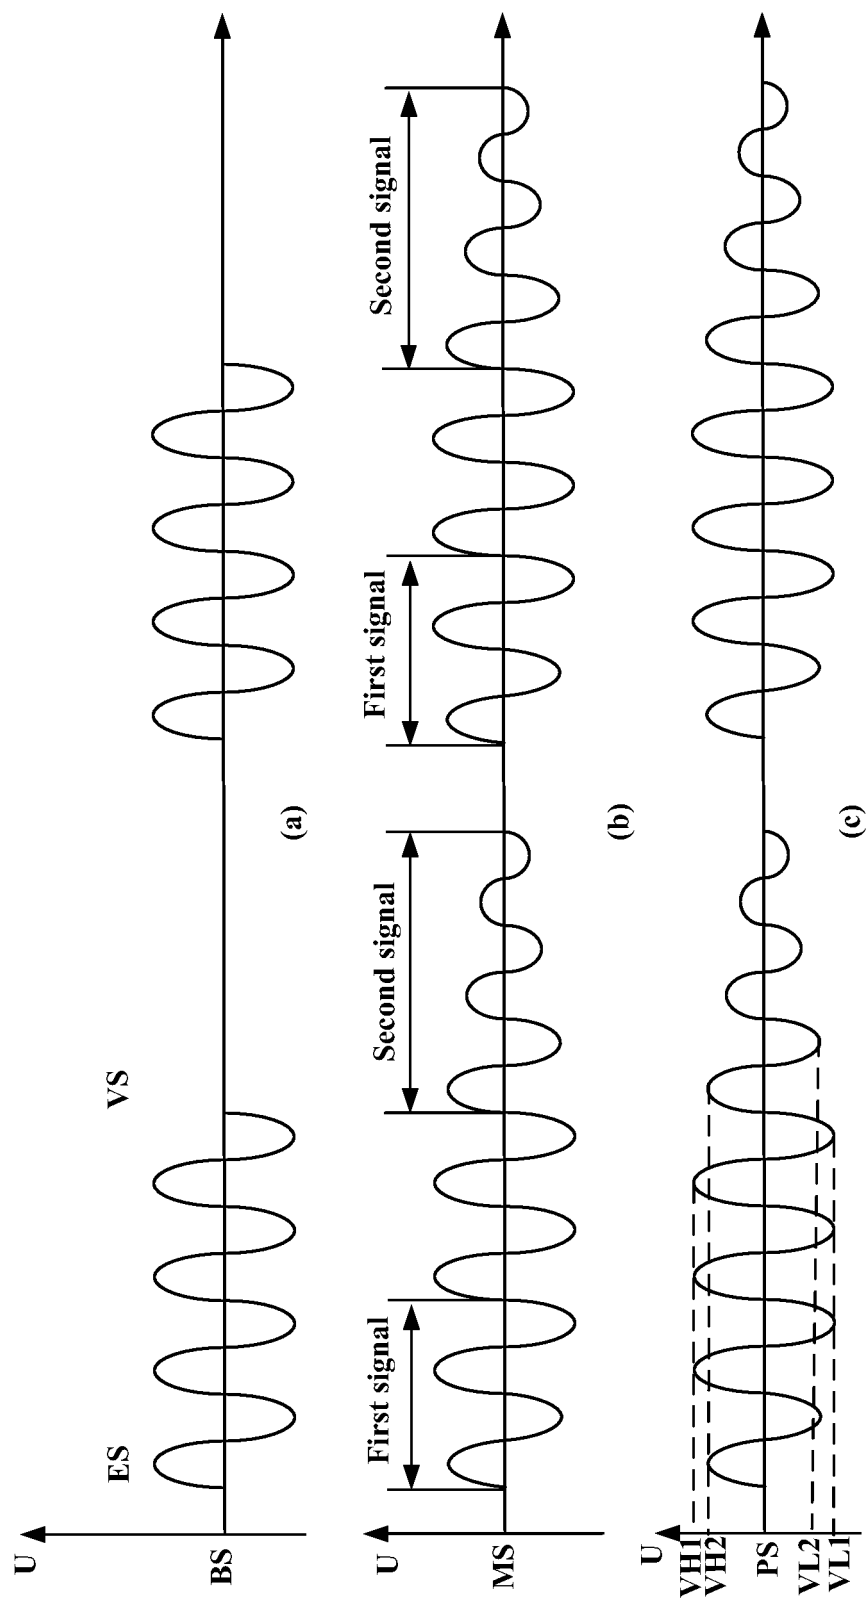 U
ES
VS
BS
(a)
U
First signal
Second signal
First signal
Second signal
MS
(b)
U
VH1
VH2
PS
VL2
VL1
(c)